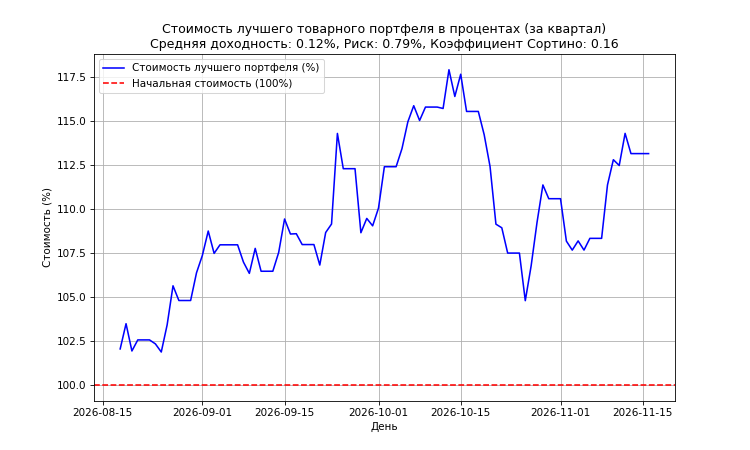 Стоимость лучшего товарного портфеля в процентах (за квартал)
Средняя доходность: 0.12%, Риск: 0.79%, Коэффициент Сортино: 0.16
Стоимость лучшего портфеля (%)
Начальная стоимость (100%)
Стоимость (%)
117.5
115.0
112.5
110.0
107.5
105.0
102.5
100.0
2026-08-15
2026-09-01
2026-09-15
2026-10-01
2026-10-15
2026-11-01
2026-11-15
День